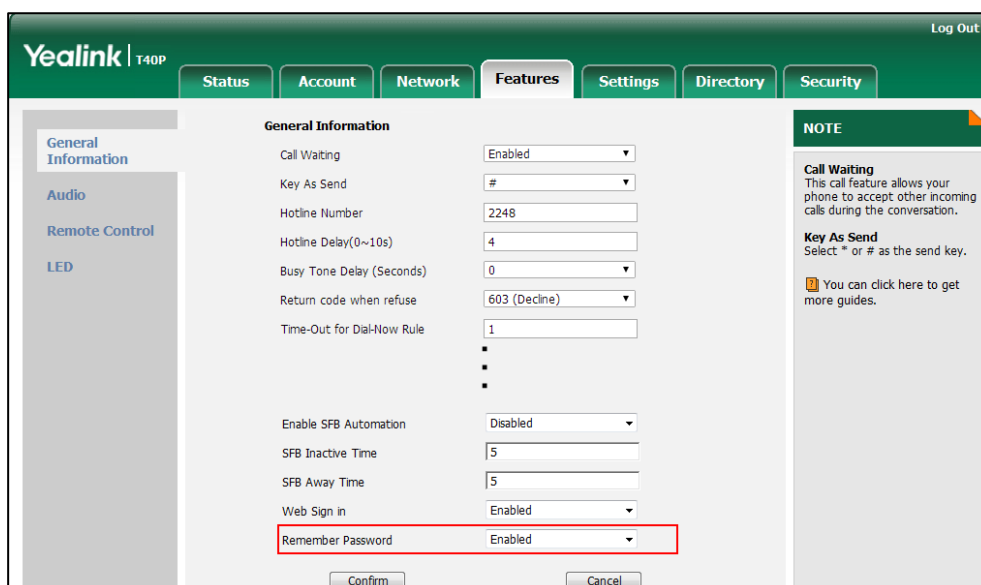 Log Out
Yealink | T40P
Status Account Network Features Settings Directory Security
General
Information
Audio
Remote Control
LED
General Information
Call Waiting Enabled
Key As Send #
Hotline Number 2248
Hotline Delay(0~10s) 4
Busy Tone Delay (Seconds) 0
Return code when refuse 603 (Decline)
Time-Out for Dial-Now Rule 1
Enable SFB Automation Disabled
SFB Inactive Time 5
SFB Away Time 5
Web Sign in Enabled
Remember Password Enabled
Confirm Cancel
NOTE
Call Waiting
This call feature allows your
phone to accept other incoming
calls during the conversation.
Key As Send
Select * or # as the send key.
You can click here to get
more guides.